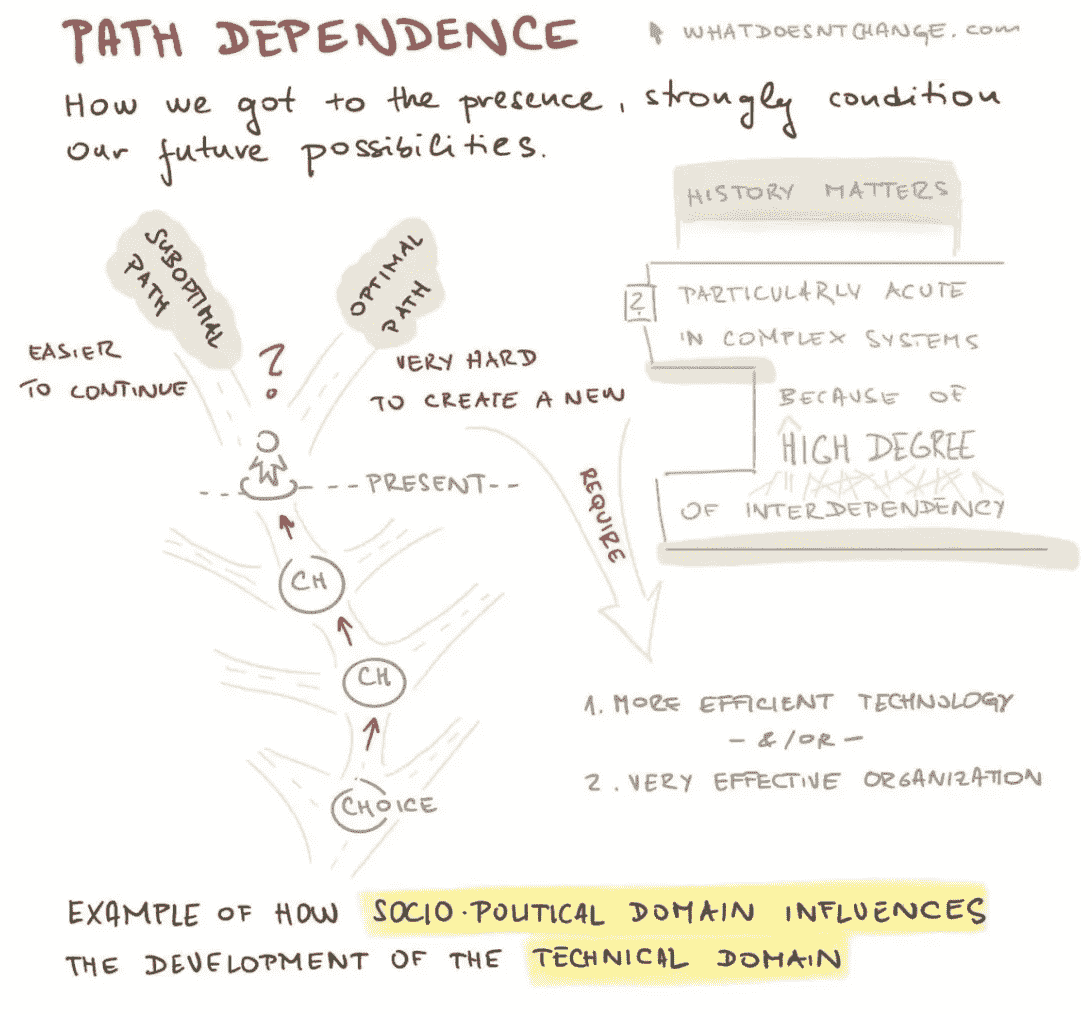 PATH DEPENDENCE
WHATDOESNTCHANGE.com
How we got to the presence, strongly condition
our future possibilities.
HISTORY MATTERS
SUBOPTIMAL
PATH
OPTIMAL
PATH
?
EASIER
TO CONTINUE
VERY HARD
TO CREATE A NEW
2
PARTICULARLY ACUTE
IN COMPLEX SYSTEMS
BECAUSE OF
HIGH DEGREE
OF INTERDEPENDENCY
--- PRESENT--
REQUIRE
CH
CH
CHOICE
1. MORE EFFICIENT TECHNOLOGY
- & / OR -
2. VERY EFFECTIVE ORGANIZATION
EXAMPLE OF HOW SOCIO·POLITICAL DOMAIN INFLUENCES
THE DEVELOPMENT OF THE TECHNICAL DOMAIN